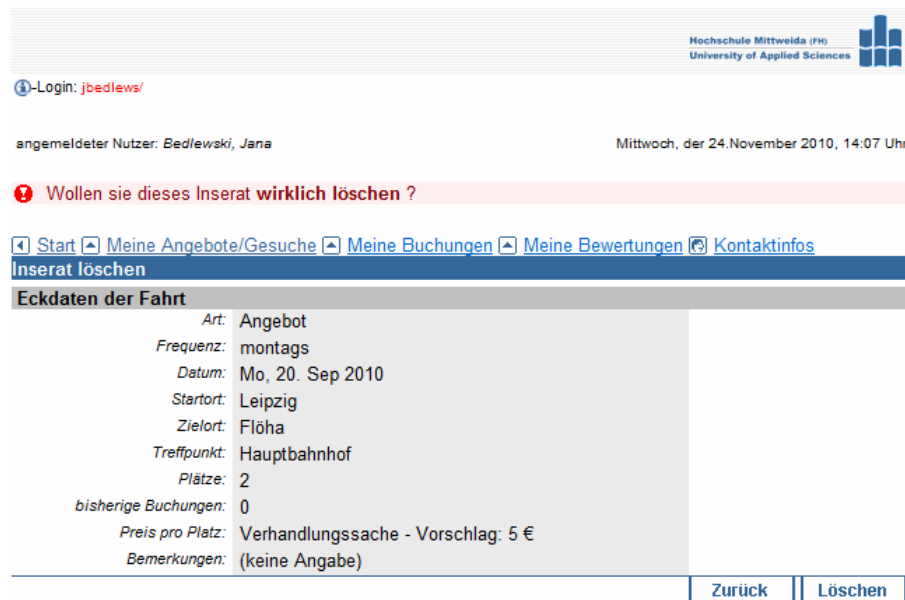 Hochschule Mittweida (FH)
University of Applied Sciences
-Login: jbedlews/
angemeldeter Nutzer: Bedlewski, Jana Mittwoch, der 24.November 2010, 14:07 Uhr
Wollen sie dieses Inserat wirklich löschen ?
Start Meine Angebote/Gesuche Meine Buchungen Meine Bewertungen Kontaktinfos
Inserat löschen
Eckdaten der Fahrt
Art: Angebot
Frequenz: montags
Datum: Mo, 20. Sep 2010
Startort: Leipzig
Zielort: Flöha
Treffpunkt: Hauptbahnhof
Plätze: 2
bisherige Buchungen: 0
Preis pro Platz: Verhandlungssache - Vorschlag: 5 €
Bemerkungen: (keine Angabe)
Zurück Löschen